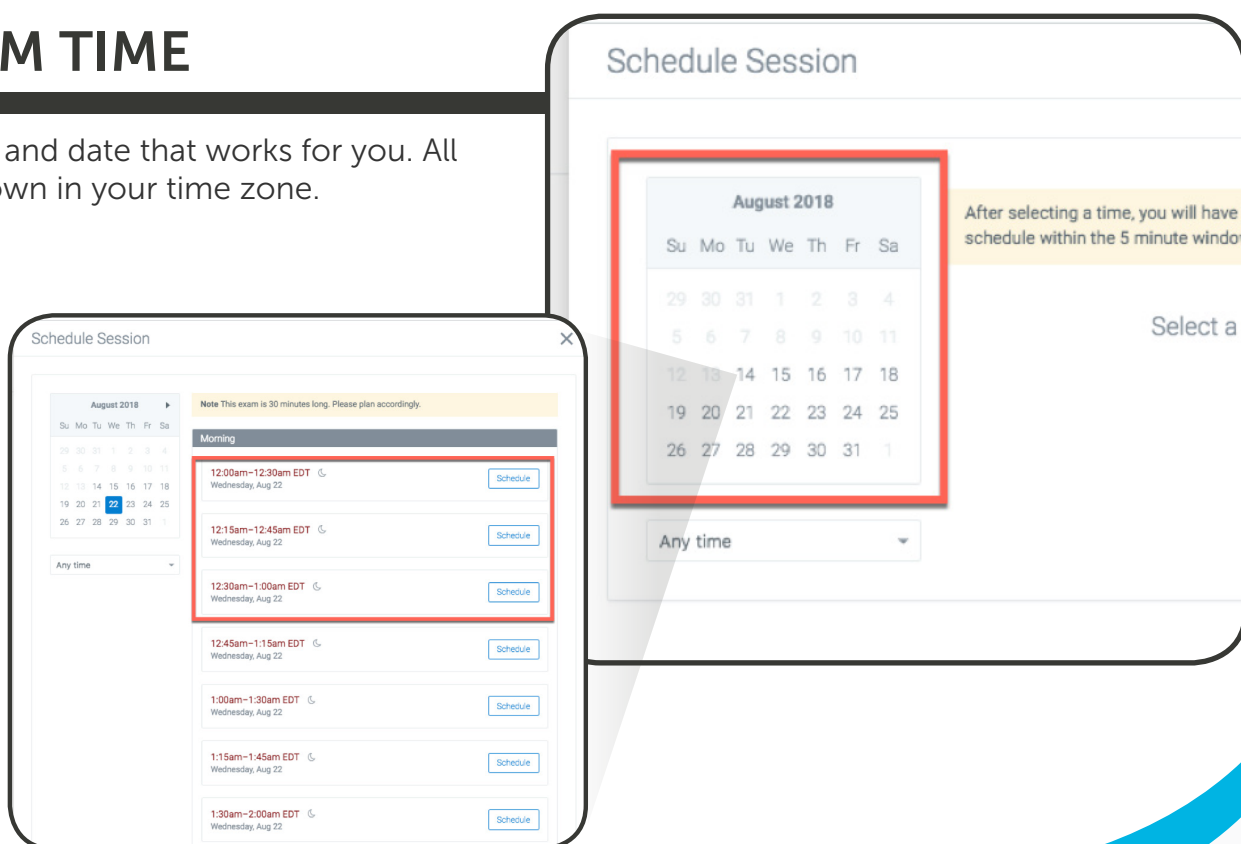 M TIME
and date that works for you. All
wn in your time zone.
Schedule Session
August 2018
Su Mo Tu We Th Fr Sa
29 30 31 1 2 3 4
5 6 7 8 9 10 11
12 13 14 15 16 17 18
19 20 21 22 23 24 25
26 27 28 29 30 31 1
Any time
After selecting a time, you will have
schedule within the 5 minute windo
Select a
Schedule Session
August 2018
Su Mo Tu We Th Fr Sa
29 30 31 1 2 3 4
5 6 7 8 9 10 11
12 13 14 15 16 17 18
19 20 21 22 23 24 25
26 27 28 29 30 31 1
Any time
Note This exam is 30 minutes long. Please plan accordingly.
Morning
12:00am–12:30am EDT
Wednesday, Aug 22
Schedule
12:15am–12:45am EDT
Wednesday, Aug 22
Schedule
12:30am–1:00am EDT
Wednesday, Aug 22
Schedule
12:45am–1:15am EDT
Wednesday, Aug 22
Schedule
1:00am–1:30am EDT
Wednesday, Aug 22
Schedule
1:15am–1:45am EDT
Wednesday, Aug 22
Schedule
1:30am–2:00am EDT
Wednesday, Aug 22
Schedule